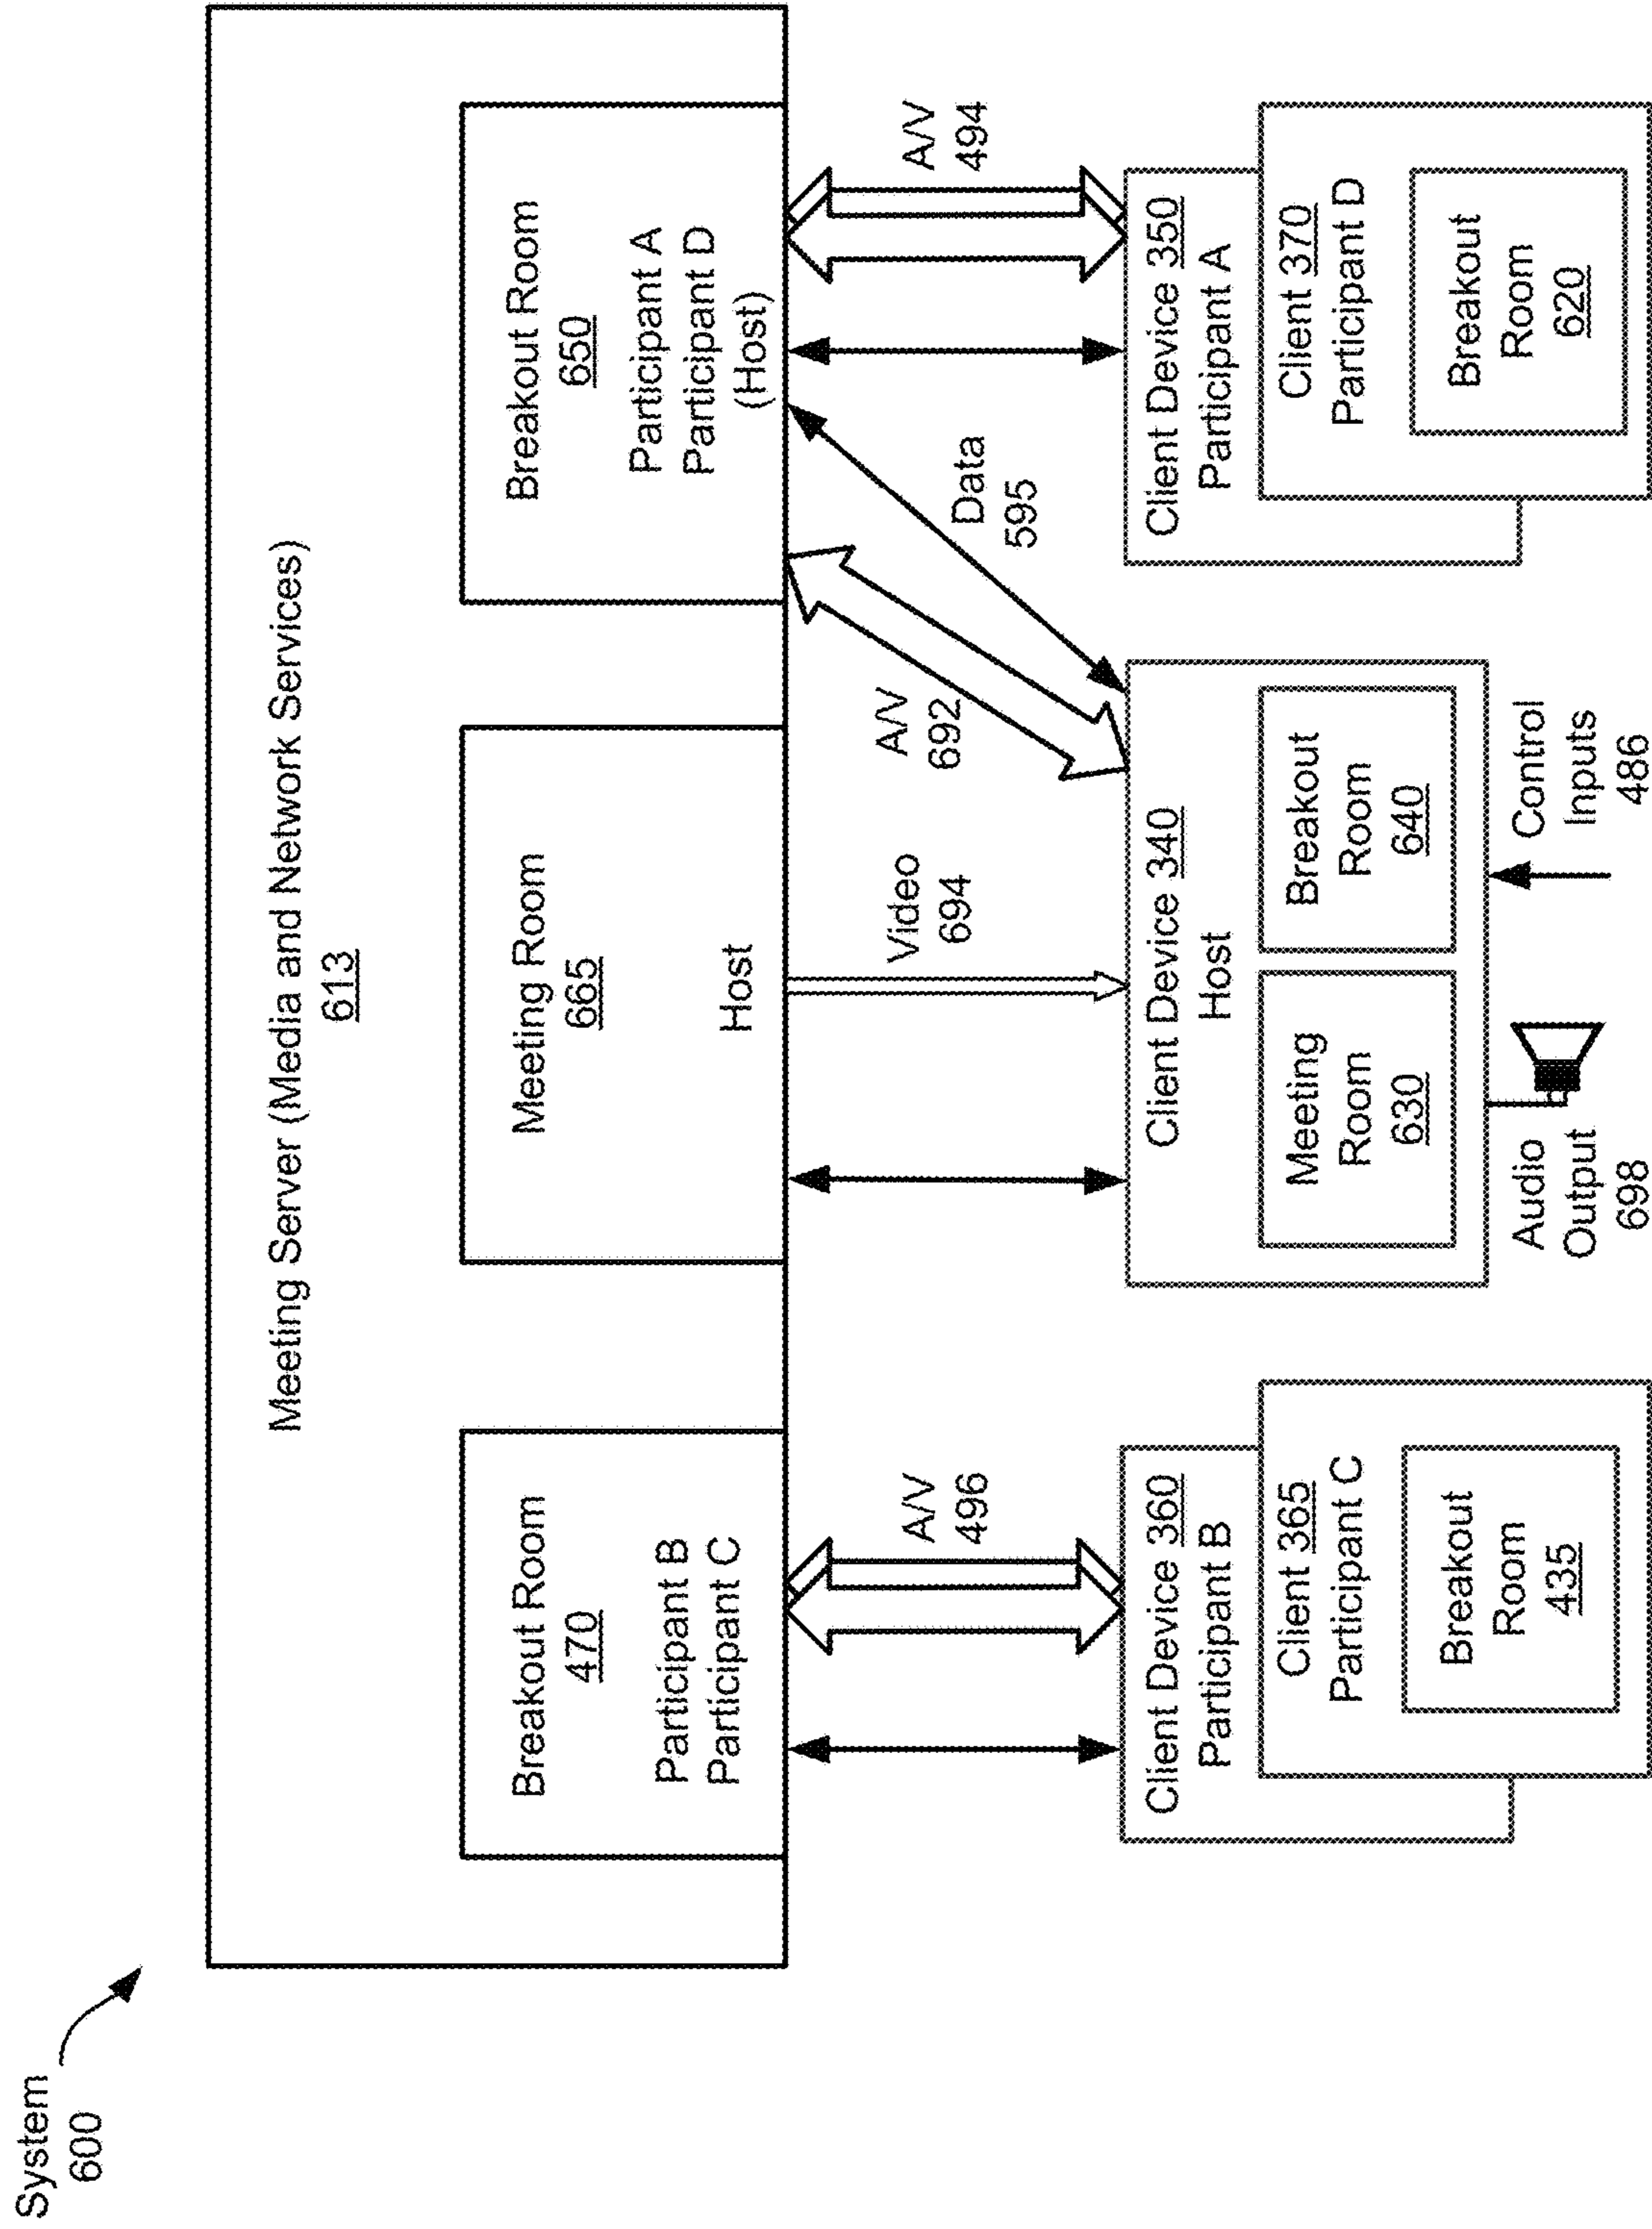 System
600
Meeting Server (Media and Network Services)
613
Breakout Room
470
Participant B
Participant C
Meeting Room
665
Host
Breakout Room
650
Participant A
Participant D
(Host)
A/V
496
Video
694
A/V
692
Data
595
A/V
494
Client Device 360
Participant B
Client 365
Participant C
Breakout
Room
435
Client Device 340
Host
Meeting
Room
630
Breakout
Room
640
Audio
Output
698
Control
Inputs
486
Client Device 350
Participant A
Client 370
Participant D
Breakout
Room
620